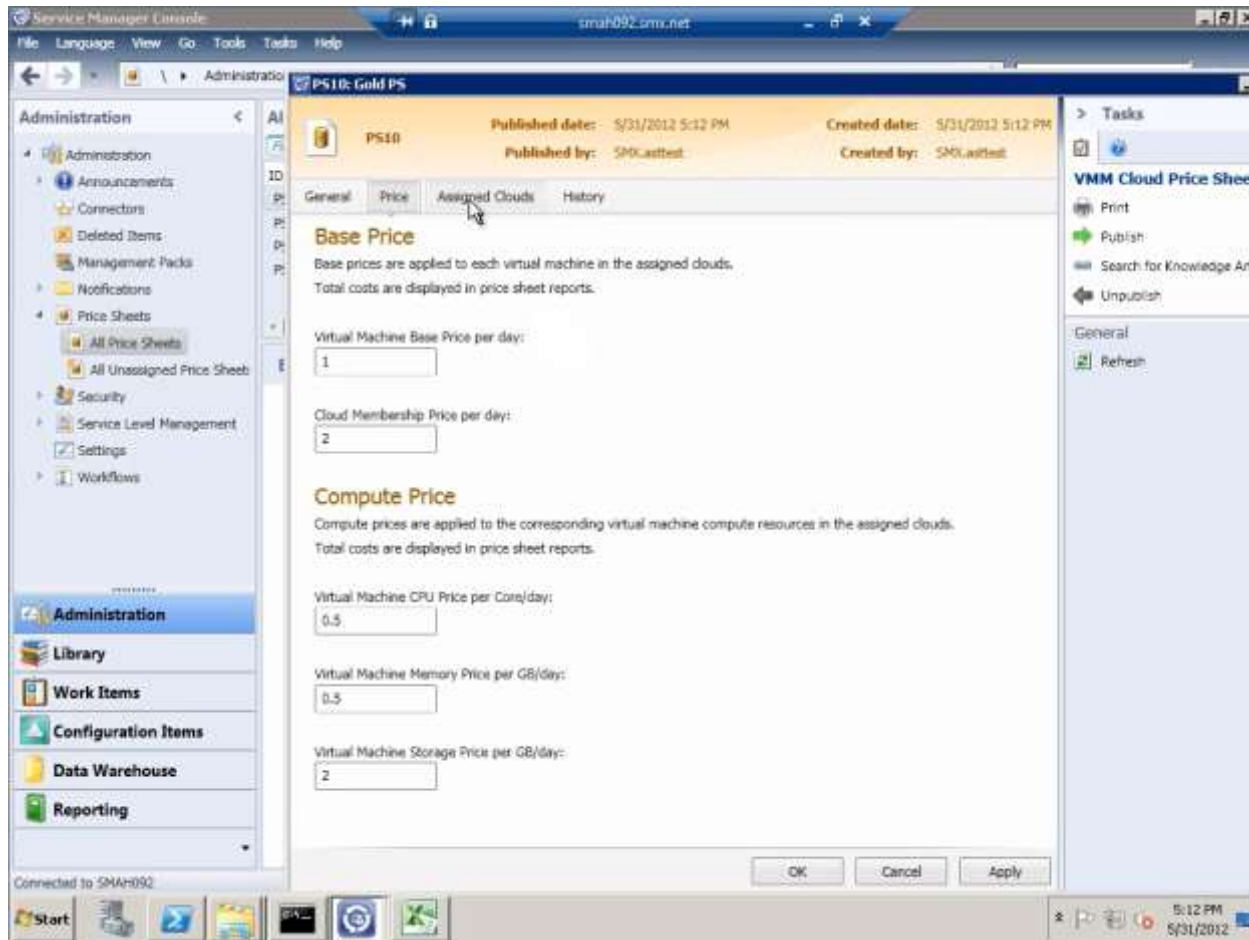 Service Manager Console
smah092.smx.net
File Language View Go Tools Tasks Help
\ Administratio
PS10: Gold PS
Administration
Administration
Announcements
Connectors
Deleted Items
Management Packs
Notifications
Price Sheets
All Price Sheets
All Unassigned Price Sheets
Security
Service Level Management
Settings
Workflows
Administration
Library
Work Items
Configuration Items
Data Warehouse
Reporting
Connected to SMAH092
Al
ID
PS10
Published date: 5/31/2012 5:12 PM
Published by: SMX.asttest
Created date: 5/31/2012 5:12 PM
Created by: SMX.asttest
General Price Assigned Clouds History
Base Price
Base prices are applied to each virtual machine in the assigned clouds.
Total costs are displayed in price sheet reports.
Virtual Machine Base Price per day:
1
Cloud Membership Price per day:
2
Compute Price
Compute prices are applied to the corresponding virtual machine compute resources in the assigned clouds.
Total costs are displayed in price sheet reports.
Virtual Machine CPU Price per Core/day:
0.5
Virtual Machine Memory Price per GB/day:
0.5
Virtual Machine Storage Price per GB/day:
2
OK Cancel Apply
Tasks
VMM Cloud Price Shee
Print
Publish
Search for Knowledge Ar
Unpublish
General
Refresh
Start
5:12 PM
5/31/2012